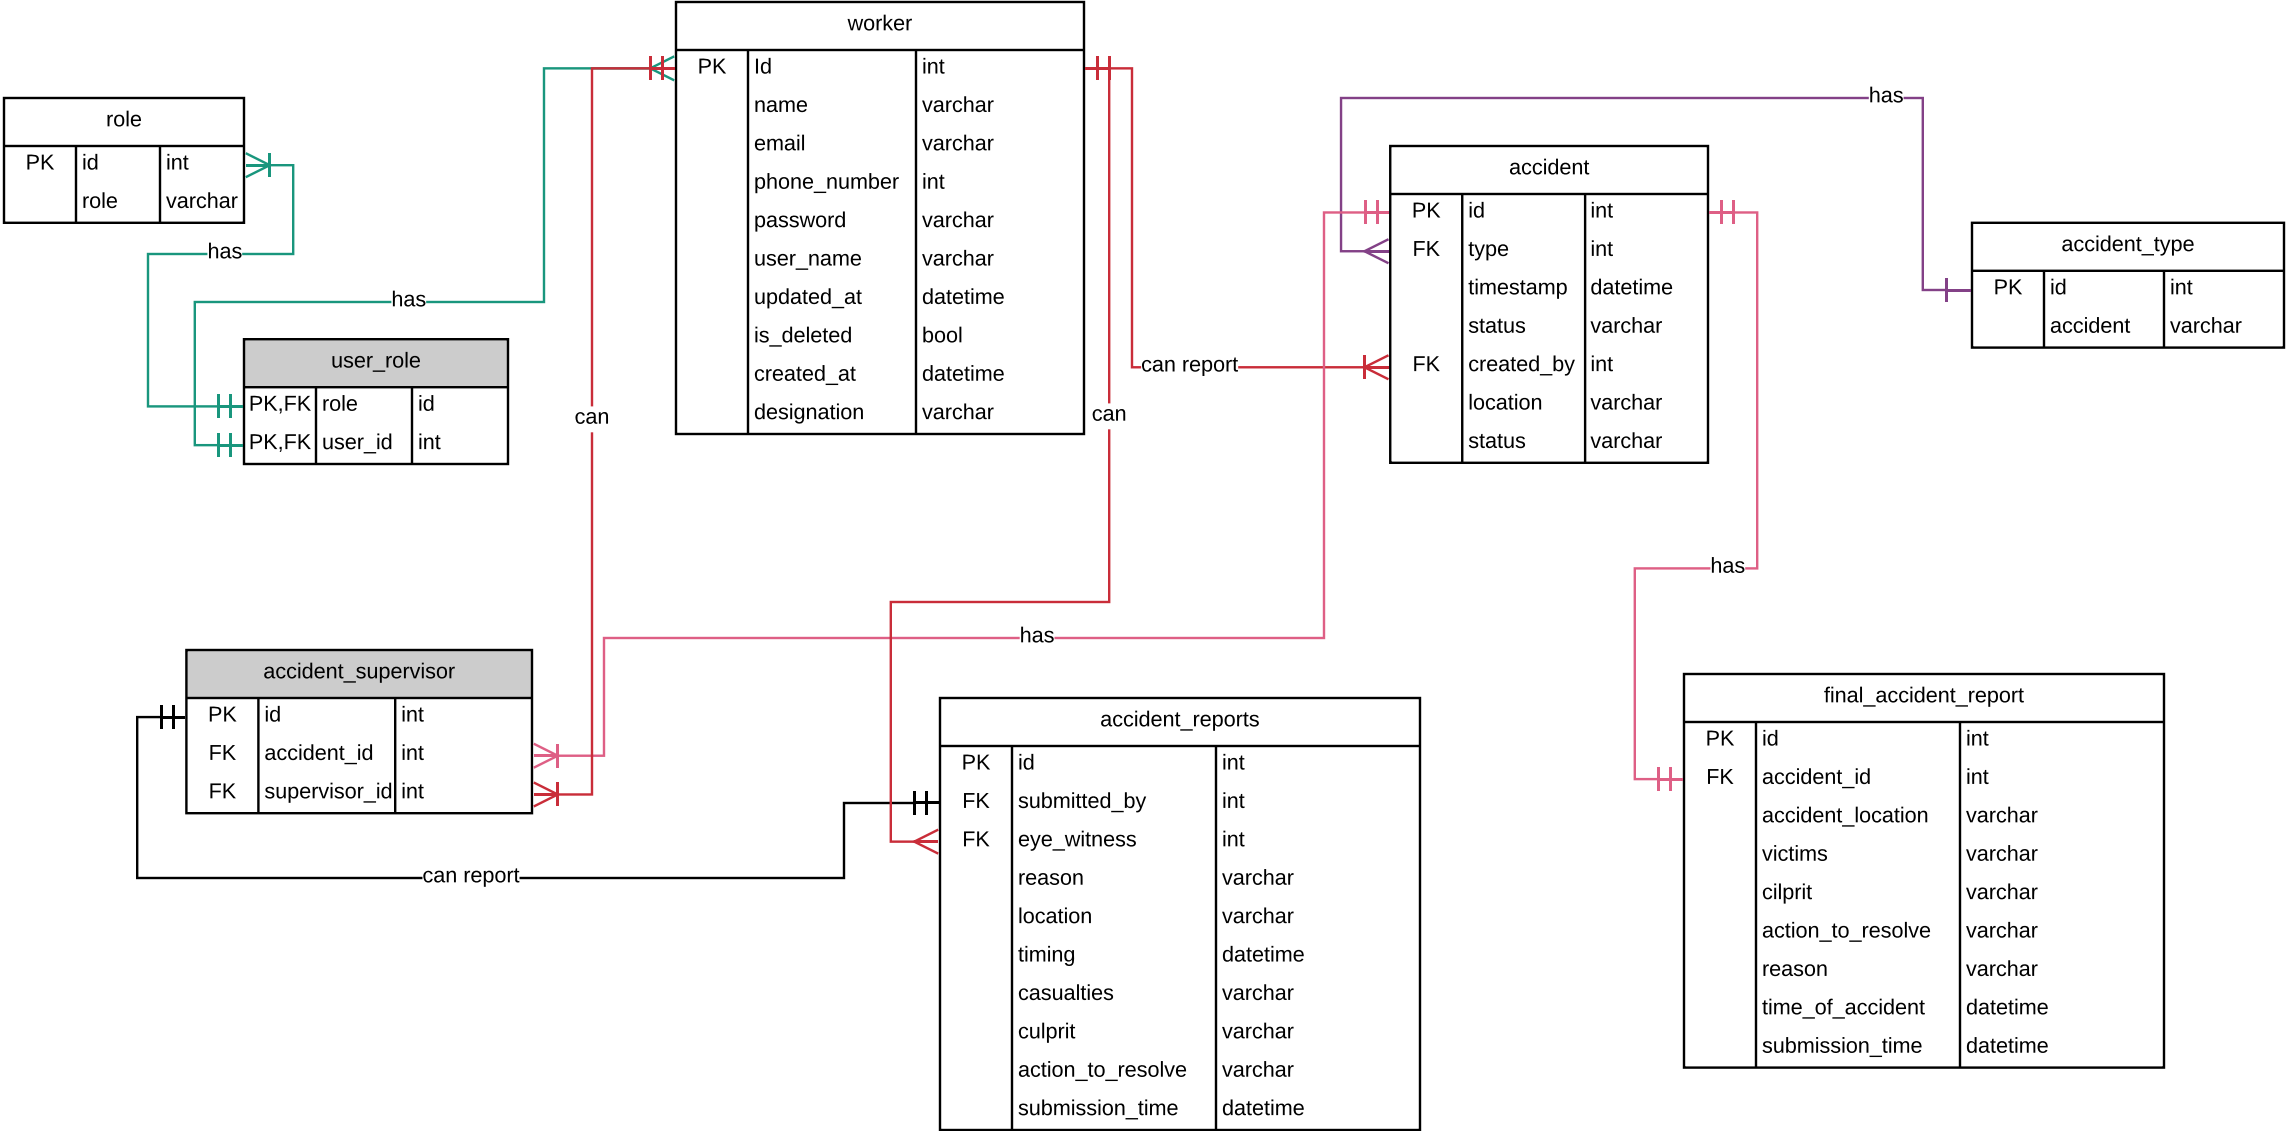 worker
PK Id int
name varchar
email varchar
phone_number int
password varchar
user_name varchar
updated_at datetime
is_deleted bool
created_at datetime
designation varchar
role
PK id int
role varchar
has
has
user_role
PK,FK role id
PK,FK user_id int
can
can
can report
has
accident
PK id int
FK type int
timestamp datetime
status varchar
FK created_by int
location varchar
status varchar
accident_type
PK id int
accident varchar
has
has
accident_supervisor
PK id int
FK accident_id int
FK supervisor_id int
can report
accident_reports
PK id int
FK submitted_by int
FK eye_witness int
reason varchar
location varchar
timing datetime
casualties varchar
culprit varchar
action_to_resolve varchar
submission_time datetime
final_accident_report
PK id int
FK accident_id int
accident_location varchar
victims varchar
cilprit varchar
action_to_resolve varchar
reason varchar
time_of_accident datetime
submission_time datetime